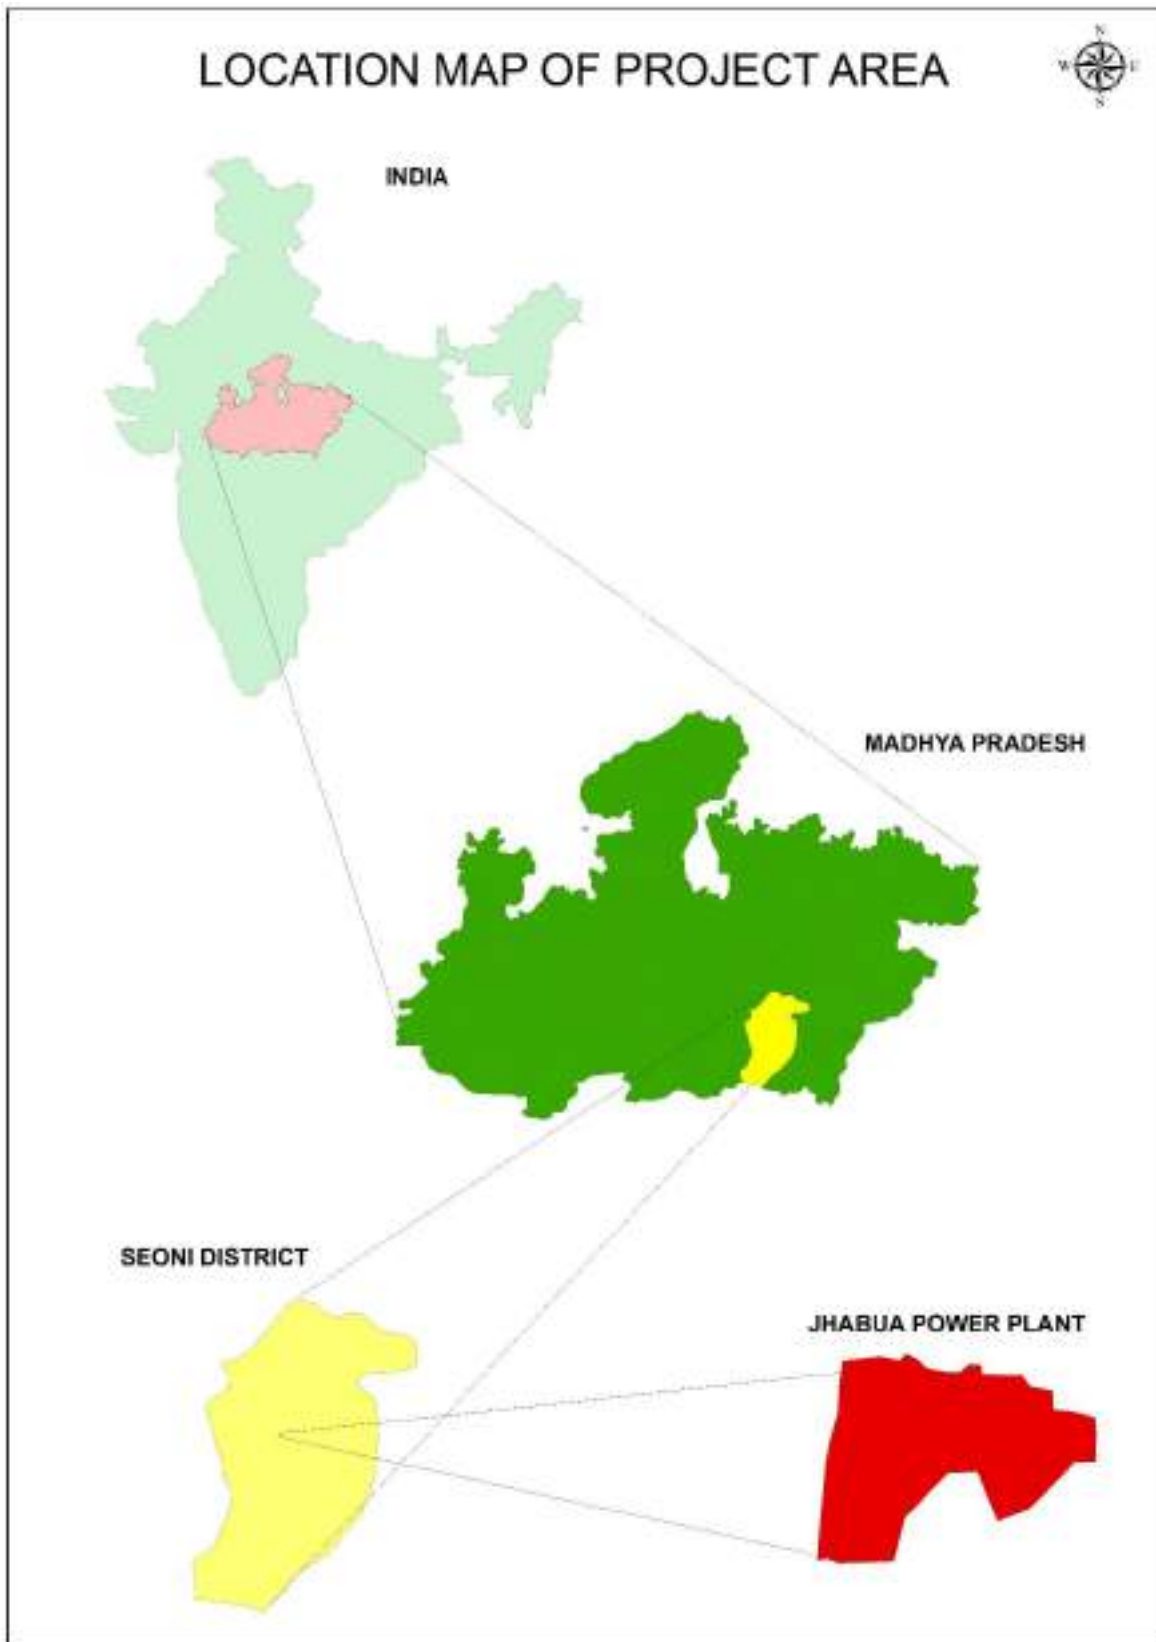 LOCATION MAP OF PROJECT AREA
N
W E
S
INDIA
MADHYA PRADESH
SEONI DISTRICT
JHABUA POWER PLANT